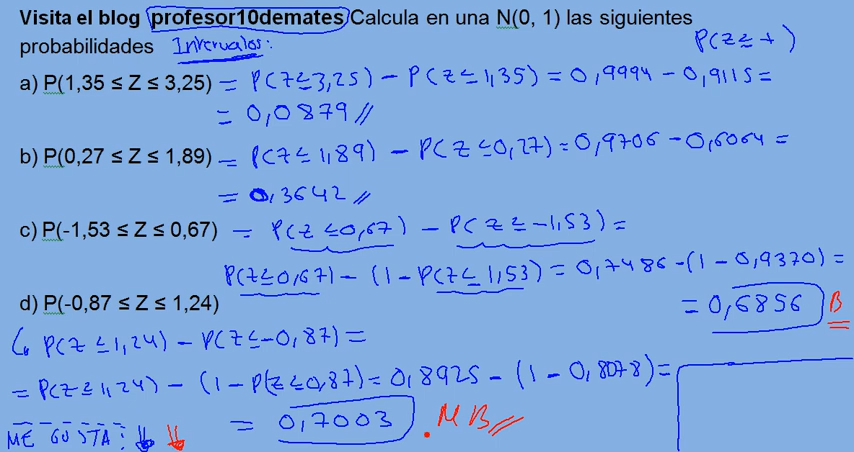 Visita el blog profesor10demates Calcula en una N(0, 1) las siguientes
probabilidades Intervalos: P(Z ≤ +)
a) P(1,35 ≤ Z ≤ 3,25) = P(Z ≤ 3,25) - P(Z ≤ 1,35) = 0,9994 - 0,9115 =
= 0,0879 //
b) P(0,27 ≤ Z ≤ 1,89) = P(Z ≤ 1,89) - P(Z ≤ 0,27) = 0,9706 - 0,6064 =
= 0,3642 //
c) P(-1,53 ≤ Z ≤ 0,67) = P(Z ≤ 0,67) - P(Z ≤ -1,53) =
P(Z ≤ 0,67) - (1 - P(Z ≤ 1,53) = 0,7486 - (1 - 0,9370) =
= 0,6856 B
d) P(-0,87 ≤ Z ≤ 1,24)
P(Z ≤ 1,24) - P(Z ≤ -0,87) =
= P(Z ≤ 1,24) - (1 - P(Z ≤ 0,87) = 0,8925 - (1 - 0,8078) =
= 0,7003 . MB
ME GUSTA: